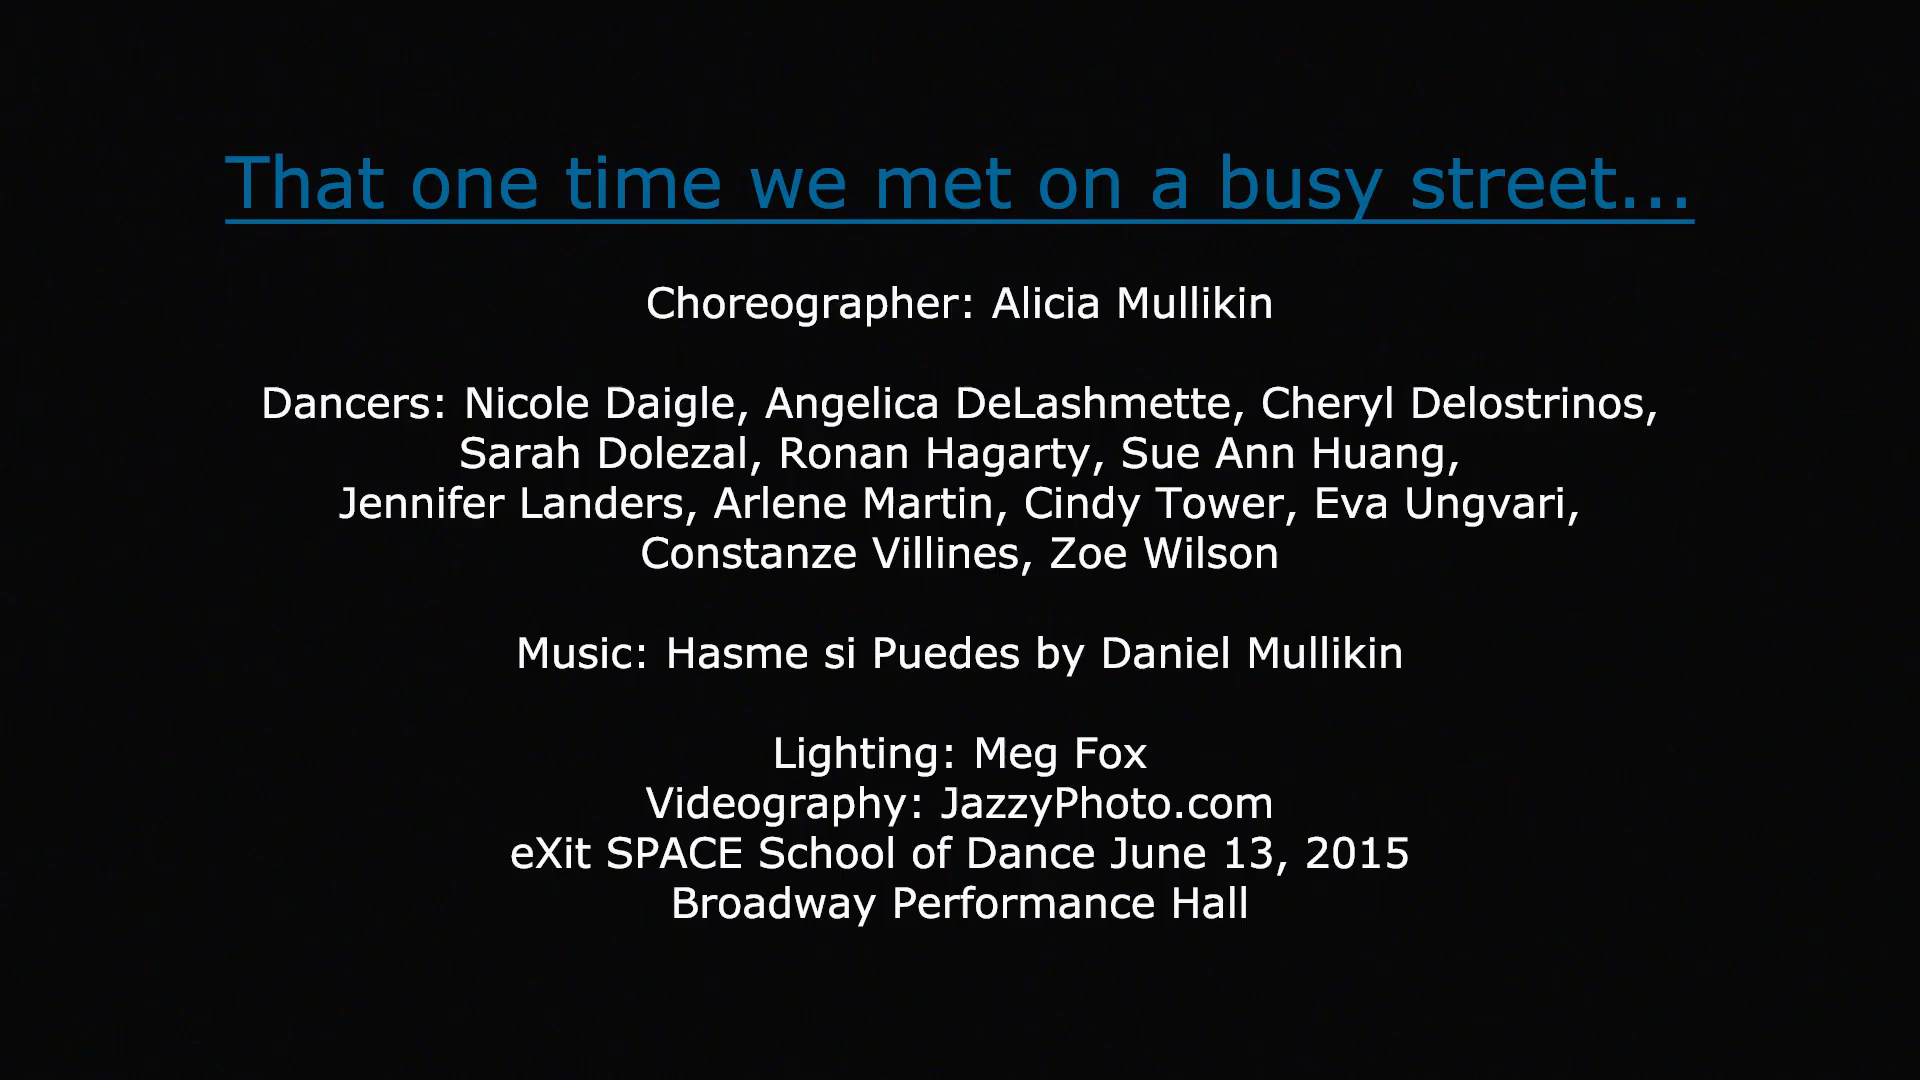 That one time we met on a busy street...
Choreographer: Alicia Mullikin
Dancers: Nicole Daigle, Angelica DeLashmette, Cheryl Delostrinos,
Sarah Dolezal, Ronan Hagarty, Sue Ann Huang,
Jennifer Landers, Arlene Martin, Cindy Tower, Eva Ungvari,
Constanze Villines, Zoe Wilson
Music: Hasme si Puedes by Daniel Mullikin
Lighting: Meg Fox
Videography: JazzyPhoto.com
eXit SPACE School of Dance June 13, 2015
Broadway Performance Hall